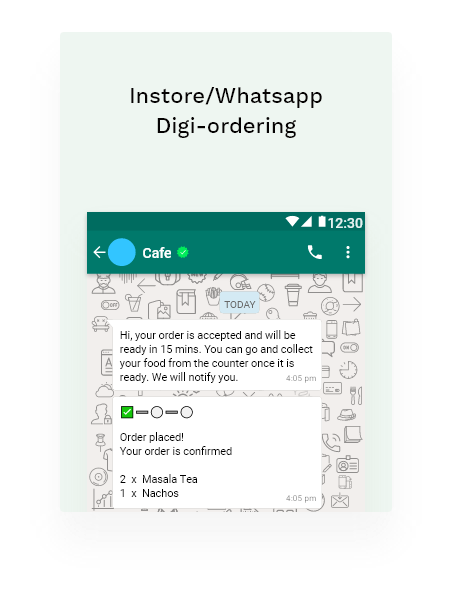 Instore/Whatsapp
Digi-ordering
12:30
Cafe
TODAY
Hi, your order is accepted and will be
ready in 15 mins. You can go and collect
your food from the counter once it is
ready. We will notify you.
4:05 pm
Order placed!
Your order is confirmed
2 x Masala Tea
1 x Nachos
4:05 pm